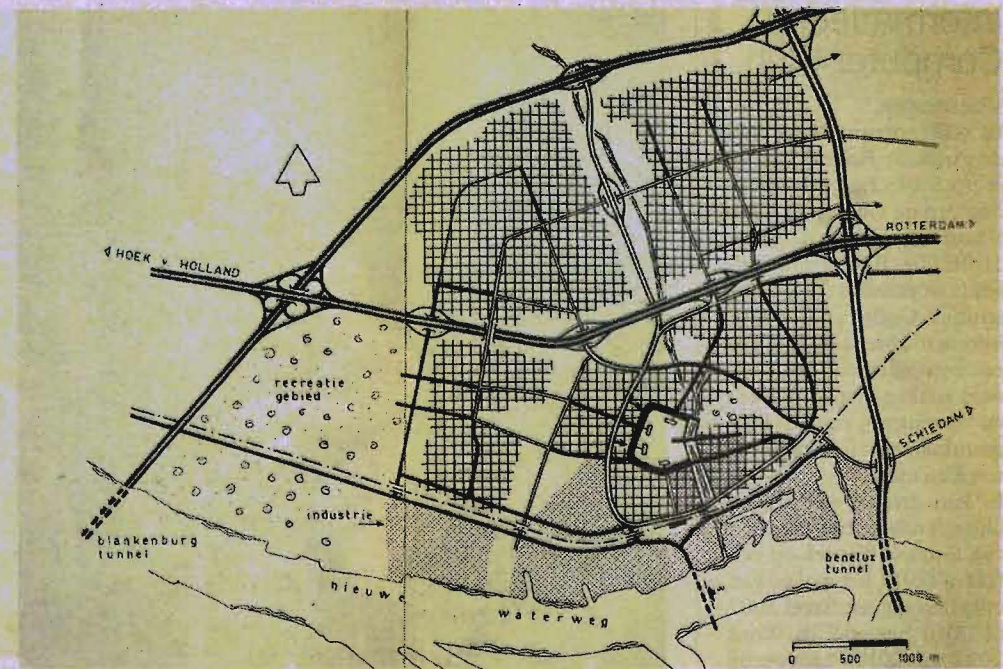 HOEK v. HOLLAND
ROTTERDAM
recreatie
gebied
SCHIEDAM
industrie
blankenburg
tunnel
benelux
tunnel
nieuwe waterweg
0 500 1000 m